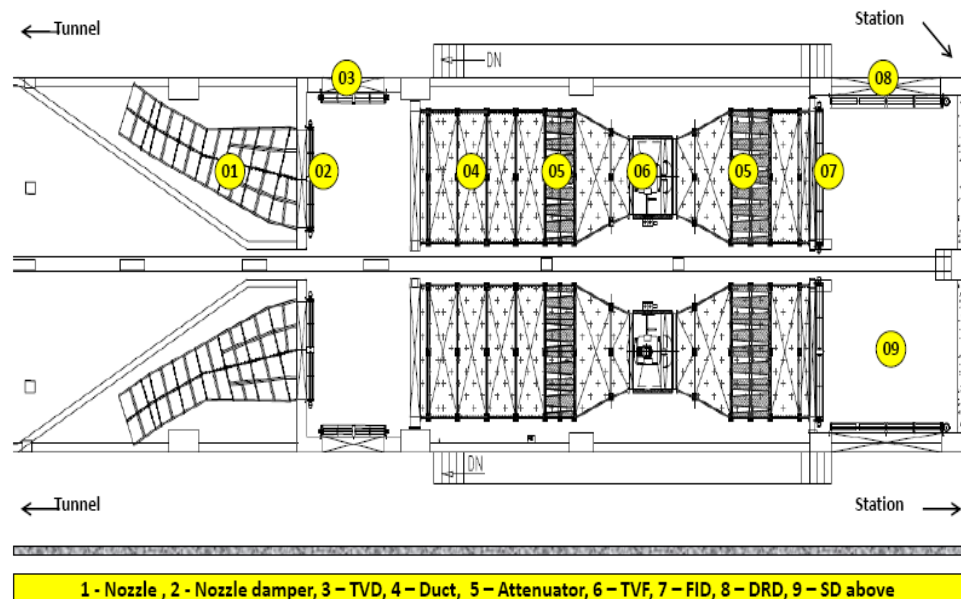 Tunnel
Station
DN
03
08
01
02
04
05
06
05
07
09
DN
Tunnel
Station
1 - Nozzle , 2 - Nozzle damper, 3 – TVD, 4 – Duct, 5 – Attenuator, 6 – TVF, 7 – FID, 8 – DRD, 9 – SD above